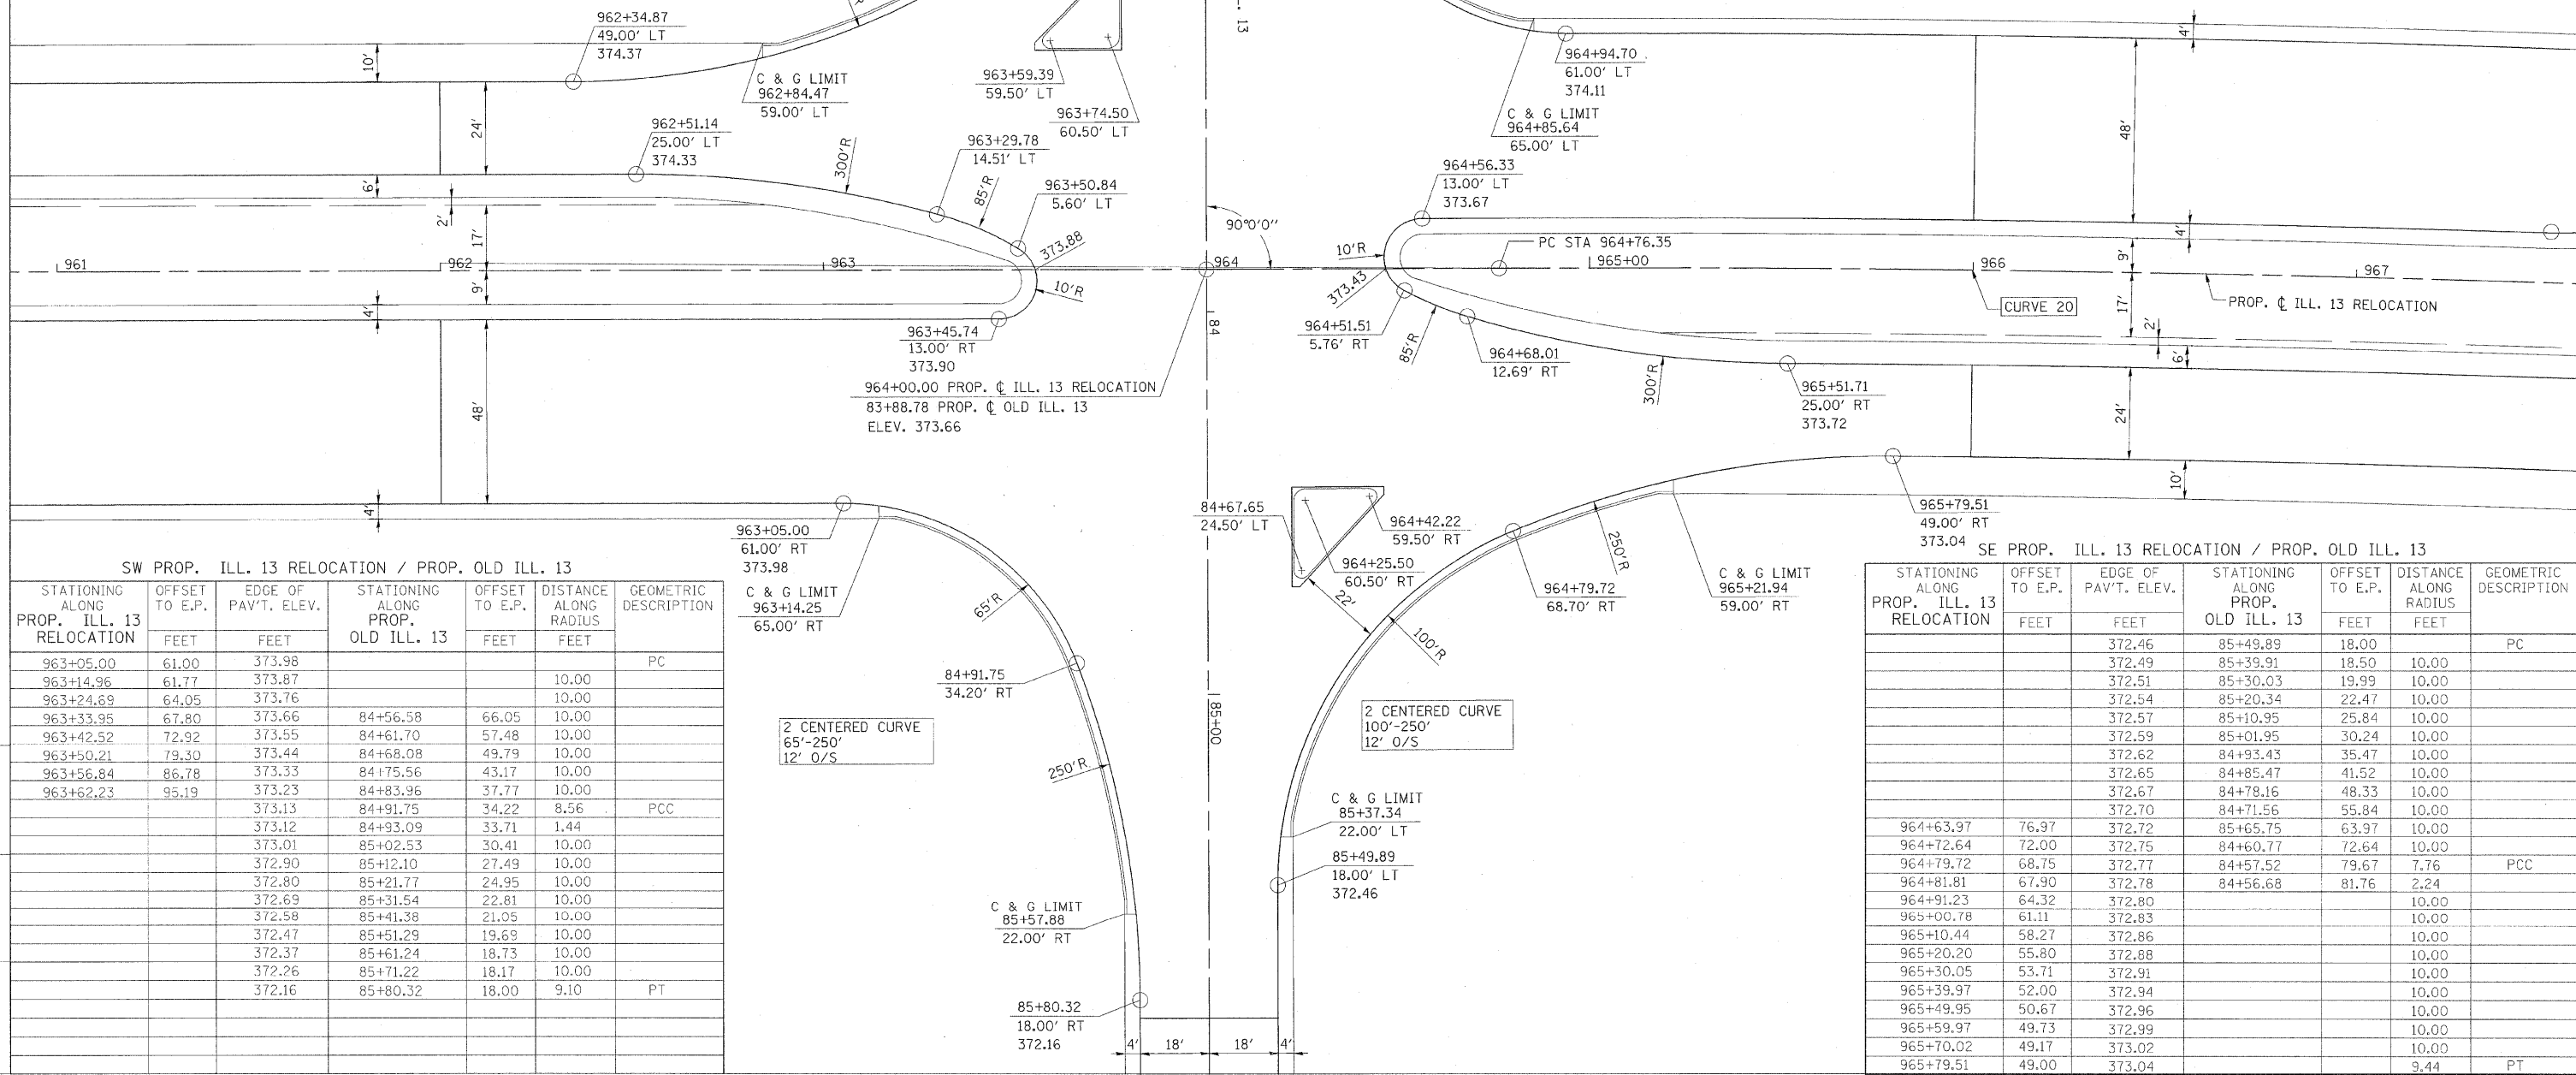 962+34.87
49.00' LT
374.37
10'
C & G LIMIT
962+84.47
59.00' LT
963+59.39
59.50' LT
963+74.50
60.50' LT
13
964+94.70
61.00' LT
374.11
C & G LIMIT
964+85.64
65.00' LT
4'
48'
24'
962+51.14
25.00' LT
374.33
300'R
963+29.78
14.51' LT
85'R
963+50.84
5.60' LT
373.88
90°0'0"
964+56.33
13.00' LT
373.67
6'
2'
17'
9'
4'
961
962
963
964
10'R
PC STA 964+76.35
965+00
966
967
4'
9'
17'
2'
6'
10'R
373.43
CURVE 20
PROP. ℄ ILL. 13 RELOCATION
963+45.74
13.00' RT
373.90
84
964+51.51
5.76' RT
85'R
964+68.01
12.69' RT
300'R
965+51.71
25.00' RT
373.72
964+00.00 PROP. ℄ ILL. 13 RELOCATION
83+88.78 PROP. ℄ OLD ILL. 13
ELEV. 373.66
48'
24'
4'
10'
963+05.00
61.00' RT
373.98
C & G LIMIT
963+14.25
65.00' RT
65'R
84+67.65
24.50' LT
964+42.22
59.50' RT
964+25.50
60.50' RT
22'
100'R
250'R
964+79.72
68.70' RT
C & G LIMIT
965+21.94
59.00' RT
965+79.51
49.00' RT
373.04
84+91.75
34.20' RT
2 CENTERED CURVE
65'-250'
12' O/S
250'R
85+00
2 CENTERED CURVE
100'-250'
12' O/S
C & G LIMIT
85+37.34
22.00' LT
85+49.89
18.00' LT
372.46
C & G LIMIT
85+57.88
22.00' RT
85+80.32
18.00' RT
372.16
4' 18' 18' 4'
SW PROP. ILL. 13 RELOCATION / PROP. OLD ILL. 13
STATIONING ALONG PROP. ILL. 13 RELOCATION OFFSET TO E.P. FEET EDGE OF PAV'T. ELEV. FEET STATIONING ALONG PROP. OLD ILL. 13 OFFSET TO E.P. FEET DISTANCE ALONG RADIUS FEET GEOMETRIC DESCRIPTION
963+05.00 61.00 373.98 PC
963+14.96 61.77 373.87 10.00
963+24.69 64.05 373.76 10.00
963+33.95 67.80 373.66 84+56.58 66.05 10.00
963+42.52 72.92 373.55 84+61.70 57.48 10.00
963+50.21 79.30 373.44 84+68.08 49.79 10.00
963+56.84 86.78 373.33 84+75.56 43.17 10.00
963+62.23 95.19 373.23 84+83.96 37.77 10.00
373.13 84+91.75 34.22 8.56 PCC
373.12 84+93.09 33.71 1.44
373.01 85+02.53 30.41 10.00
372.90 85+12.10 27.49 10.00
372.80 85+21.77 24.95 10.00
372.69 85+31.54 22.81 10.00
372.58 85+41.38 21.05 10.00
372.47 85+51.29 19.69 10.00
372.37 85+61.24 18.73 10.00
372.26 85+71.22 18.17 10.00
372.16 85+80.32 18.00 9.10 PT
SE PROP. ILL. 13 RELOCATION / PROP. OLD ILL. 13
STATIONING ALONG PROP. ILL. 13 RELOCATION OFFSET TO E.P. FEET EDGE OF PAV'T. ELEV. FEET STATIONING ALONG PROP. OLD ILL. 13 OFFSET TO E.P. FEET DISTANCE ALONG RADIUS FEET GEOMETRIC DESCRIPTION
372.46 85+49.89 18.00 PC
372.49 85+39.91 18.50 10.00
372.51 85+30.03 19.99 10.00
372.54 85+20.34 22.47 10.00
372.57 85+10.95 25.84 10.00
372.59 85+01.95 30.24 10.00
372.62 84+93.43 35.47 10.00
372.65 84+85.47 41.52 10.00
372.67 84+78.16 48.33 10.00
372.70 84+71.56 55.84 10.00
964+63.97 76.97 372.72 85+65.75 63.97 10.00
964+72.64 72.00 372.75 84+60.77 72.64 10.00
964+79.72 68.75 372.77 84+57.52 79.67 7.76 PCC
964+81.81 67.90 372.78 84+56.68 81.76 2.24
964+91.23 64.32 372.80 10.00
965+00.78 61.11 372.83 10.00
965+10.44 58.27 372.86 10.00
965+20.20 55.80 372.88 10.00
965+30.05 53.71 372.91 10.00
965+39.97 52.00 372.94 10.00
965+49.95 50.67 372.96 10.00
965+59.97 49.73 372.99 10.00
965+70.02 49.17 373.02 10.00
965+79.51 49.00 373.04 9.44 PT